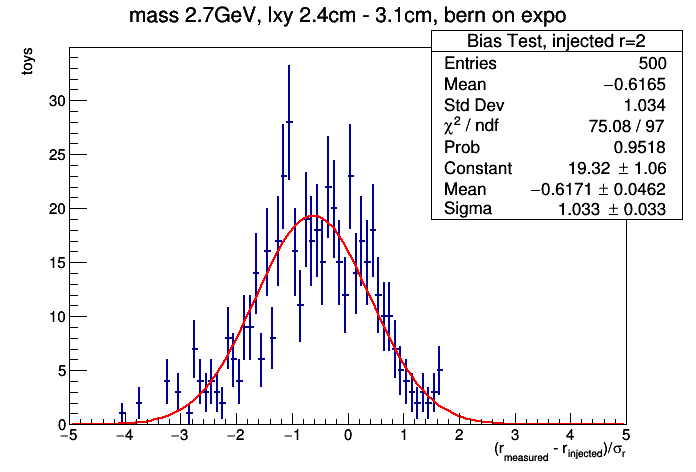 mass 2.7GeV, lxy 2.4cm - 3.1cm, bern on expo
toys
Bias Test, injected r=2
Entries 500
Mean −0.6165
Std Dev 1.034
χ² / ndf 75.08 / 97
Prob 0.9518
Constant 19.32 ± 1.06
Mean −0.6171 ± 0.0462
Sigma 1.033 ± 0.033
30
25
20
15
10
5
0
−5 −4 −3 −2 −1 0 1 2 3 4 5
(r_measured - r_injected)/σ_r